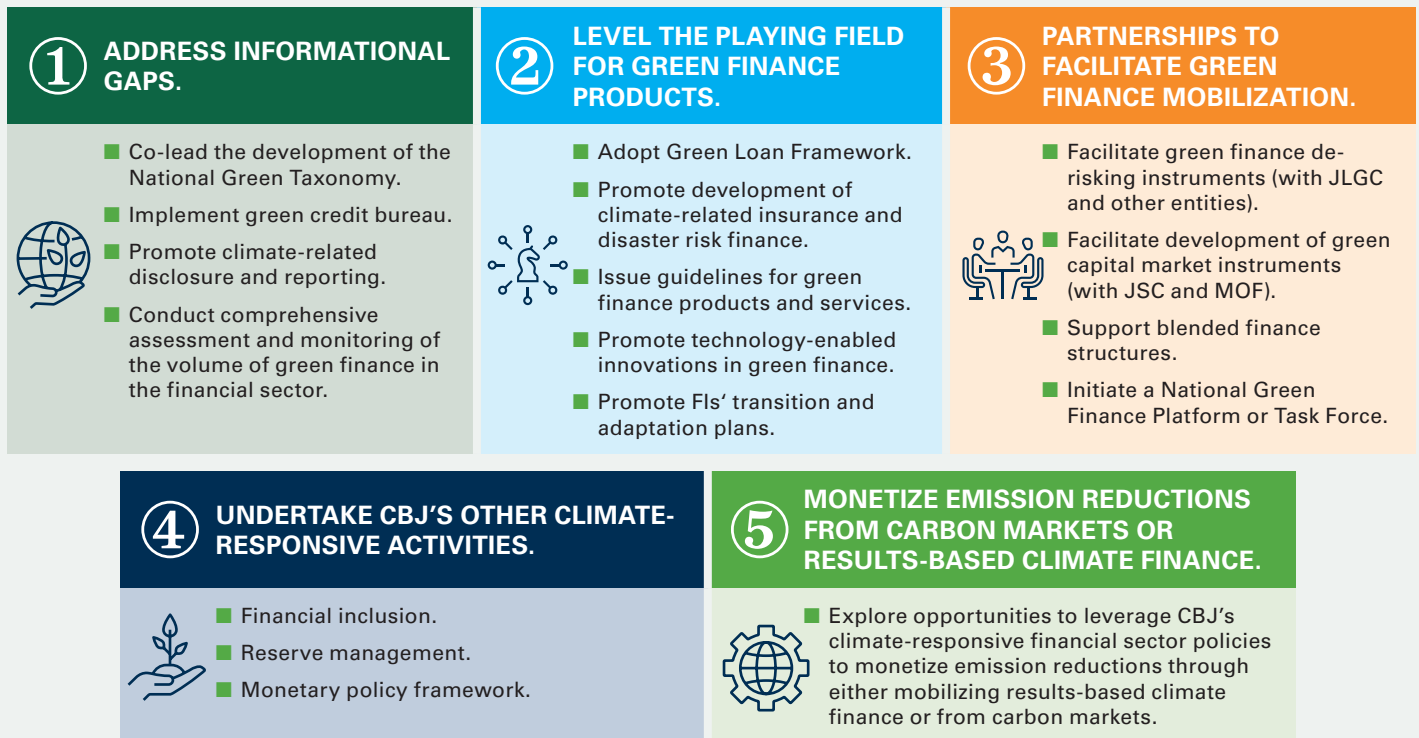 ① ADDRESS INFORMATIONAL
GAPS.
■ Co-lead the development of the
National Green Taxonomy.
■ Implement green credit bureau.
■ Promote climate-related
disclosure and reporting.
■ Conduct comprehensive
assessment and monitoring of
the volume of green finance in
the financial sector.
② LEVEL THE PLAYING FIELD
FOR GREEN FINANCE
PRODUCTS.
■ Adopt Green Loan Framework.
■ Promote development of
climate-related insurance and
disaster risk finance.
■ Issue guidelines for green
finance products and services.
■ Promote technology-enabled
innovations in green finance.
■ Promote FIs‘ transition and
adaptation plans.
③ PARTNERSHIPS TO
FACILITATE GREEN
FINANCE MOBILIZATION.
■ Facilitate green finance de-
risking instruments (with JLGC
and other entities).
■ Facilitate development of green
capital market instruments
(with JSC and MOF).
■ Support blended finance
structures.
■ Initiate a National Green
Finance Platform or Task Force.
④ UNDERTAKE CBJ’S OTHER CLIMATE-
RESPONSIVE ACTIVITIES.
■ Financial inclusion.
■ Reserve management.
■ Monetary policy framework.
⑤ MONETIZE EMISSION REDUCTIONS
FROM CARBON MARKETS OR
RESULTS-BASED CLIMATE FINANCE.
■ Explore opportunities to leverage CBJ’s
climate-responsive financial sector policies
to monetize emission reductions through
either mobilizing results-based climate
finance or from carbon markets.